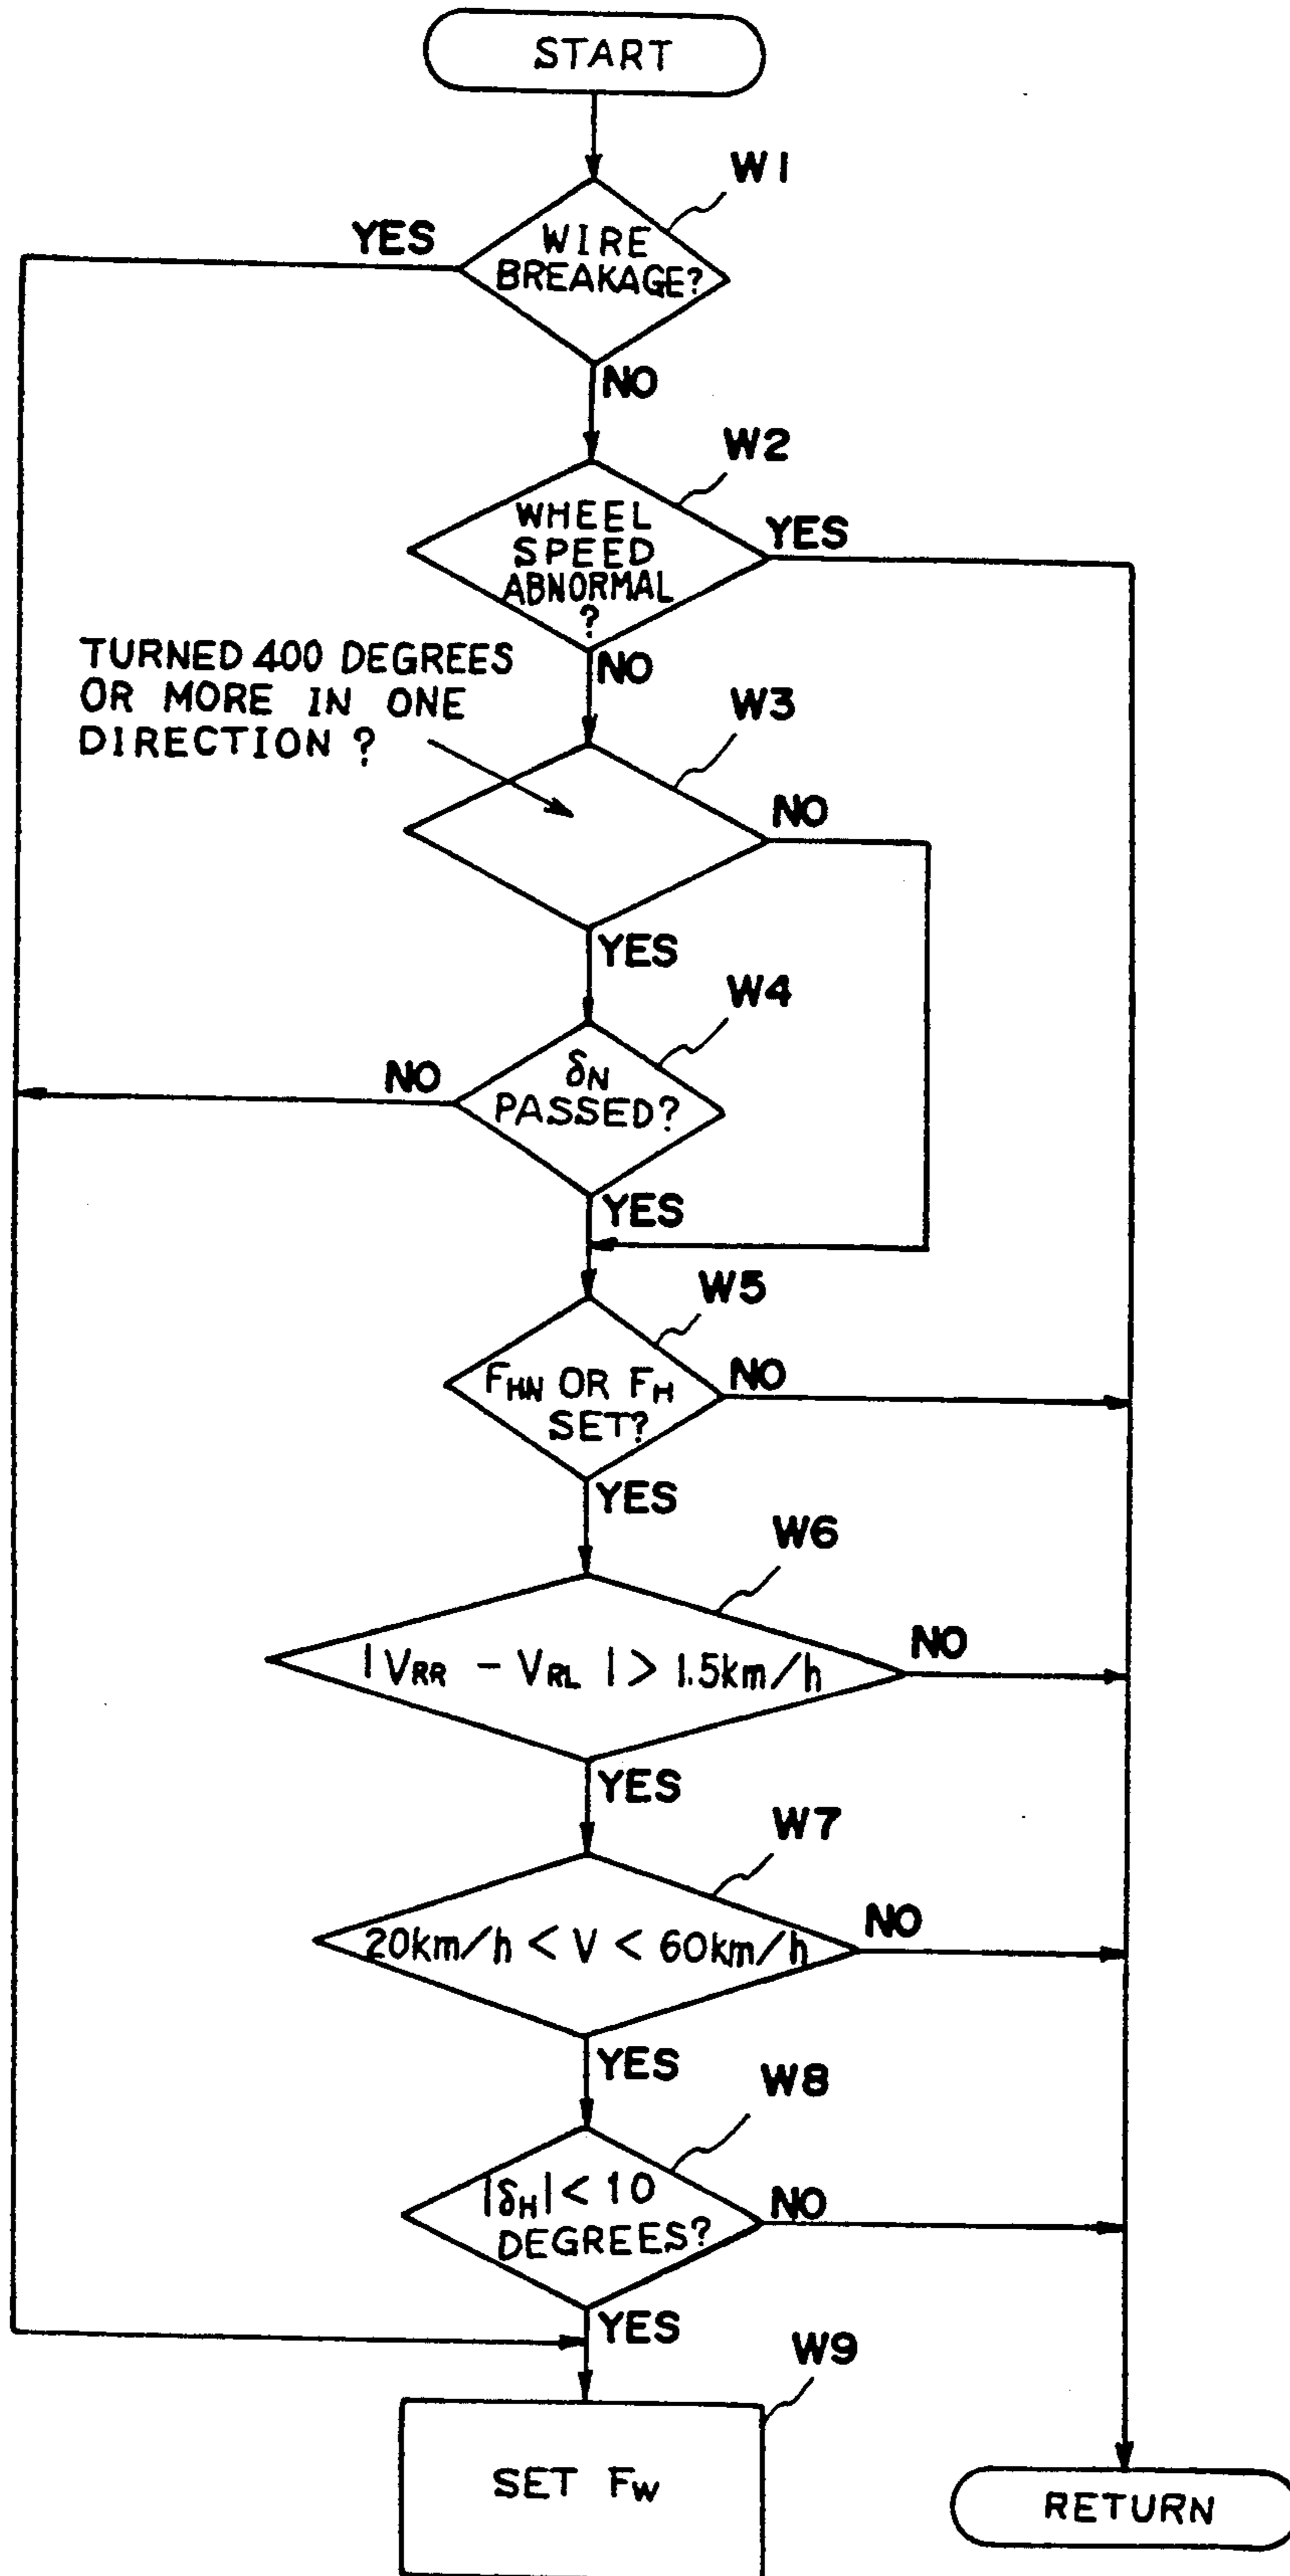 START
W1
YES
WIRE
BREAKAGE?
NO
W2
WHEEL
SPEED
ABNORMAL
?
YES
NO
TURNED 400 DEGREES
OR MORE IN ONE
DIRECTION ?
W3
NO
YES
W4
NO
δN
PASSED?
YES
W5
FHN OR FH
SET?
NO
YES
W6
|VRR - VRL| > 1.5km/h
NO
YES
W7
20km/h < V < 60km/h
NO
YES
W8
|δH| < 10
DEGREES?
NO
YES
W9
SET FW
RETURN